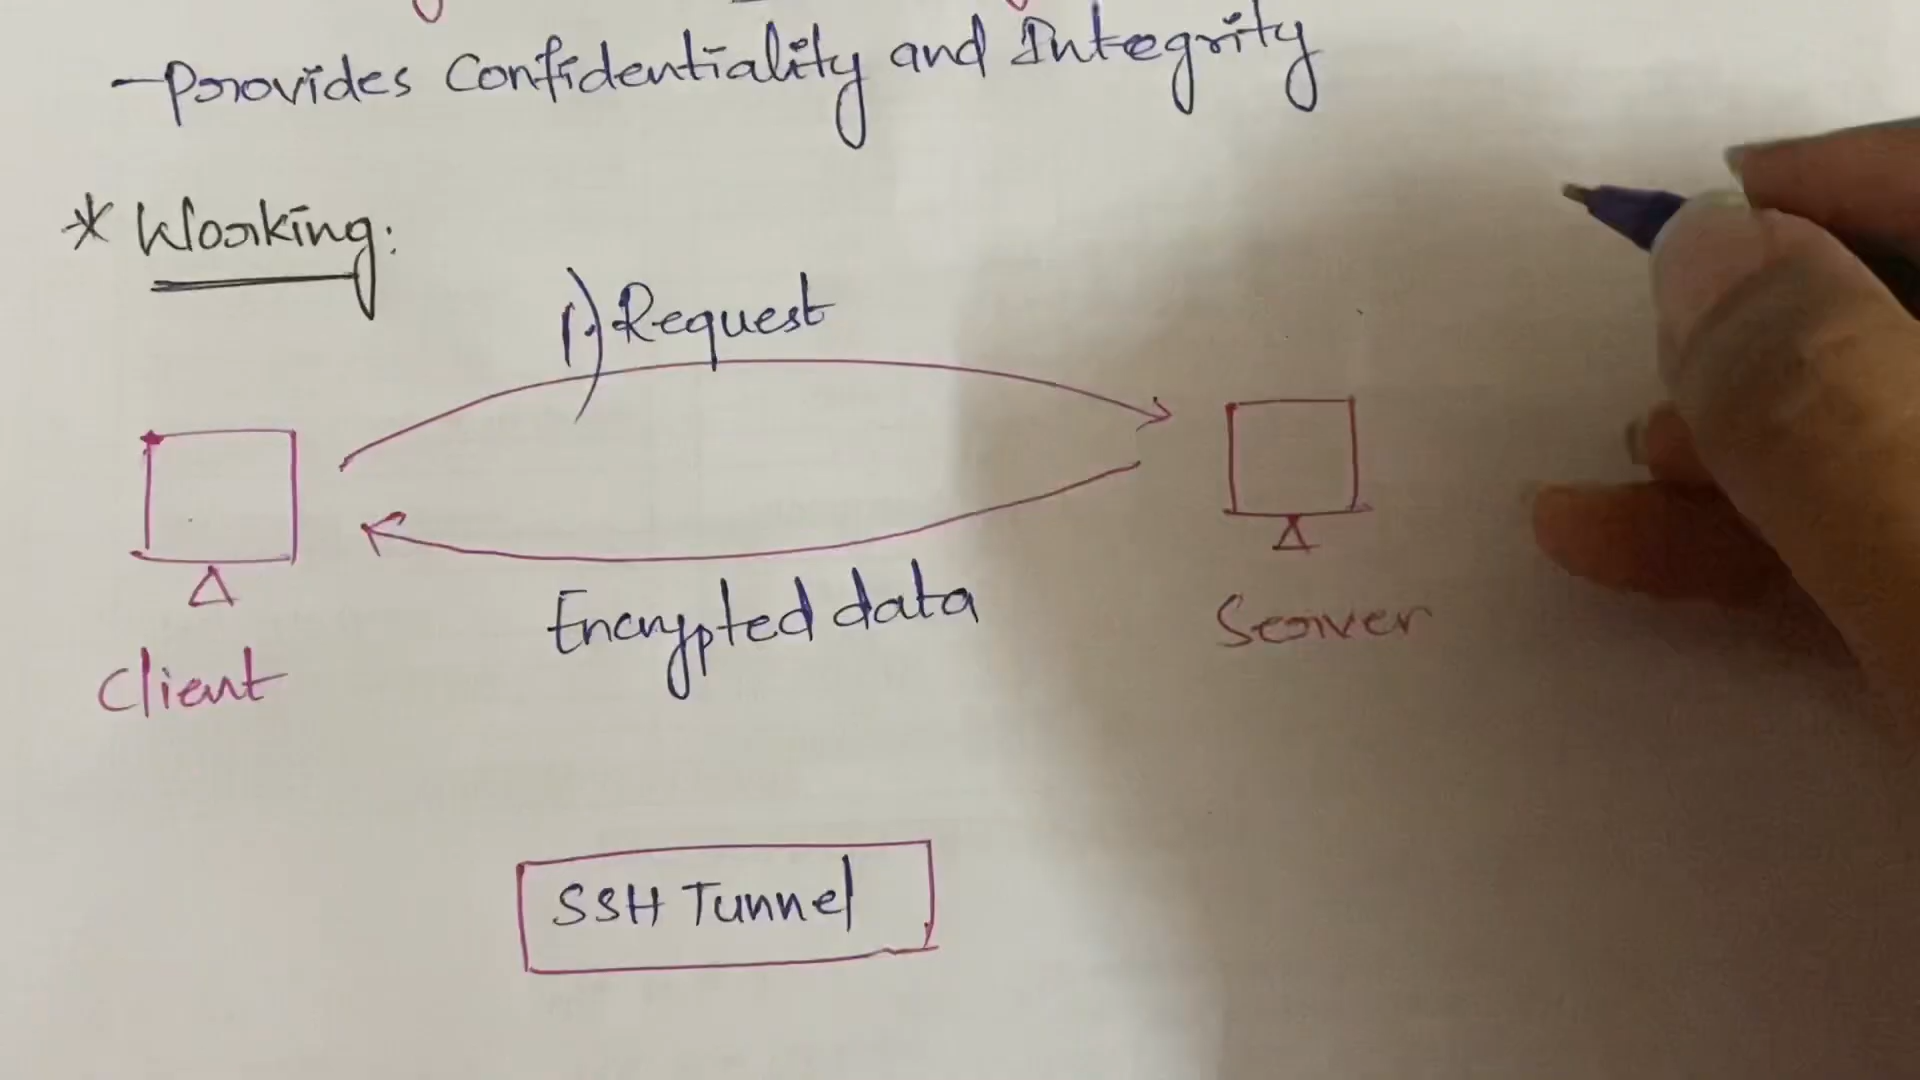 -Provides Confidentiality and Integrity
* Working:
1.) Request
Encrypted data
Client
Server
SSH Tunnel